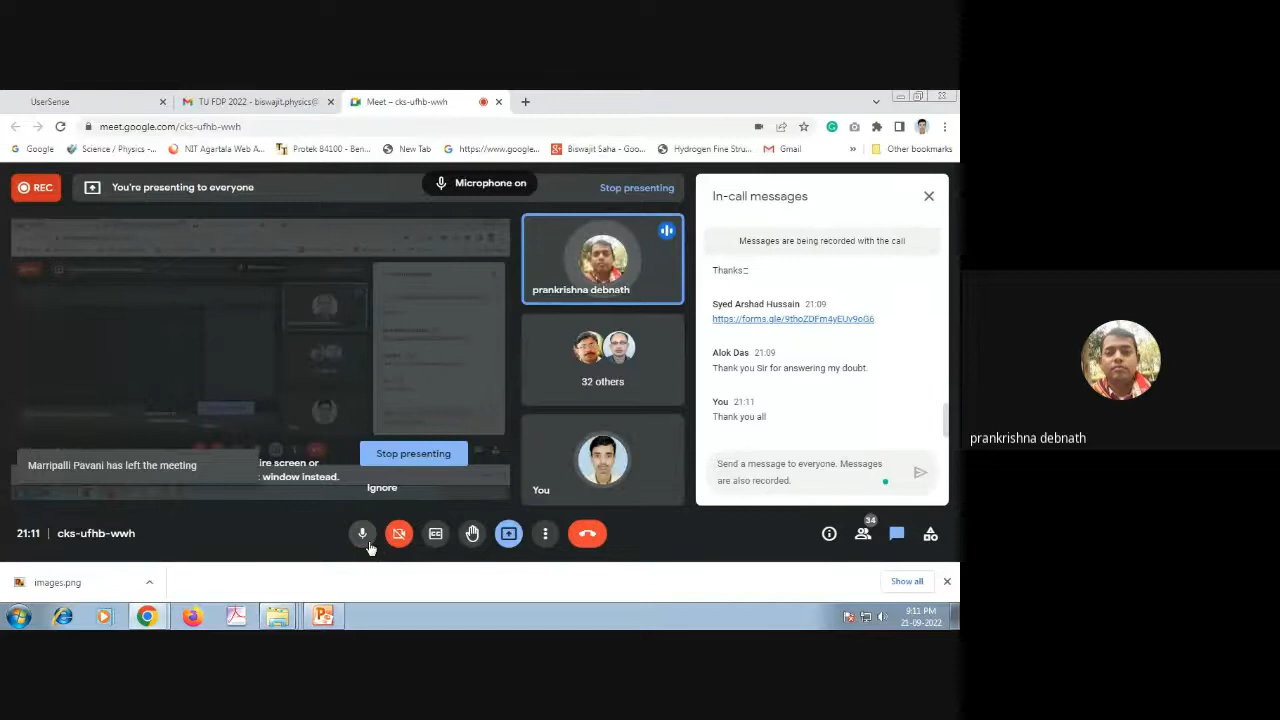 UserSense
TU FDP 2022 - biswajit.physics@
Meet – cks-ufhb-wwh
meet.google.com/cks-ufhb-wwh
Google
Science / Physics -...
NIT Agartala Web A...
Protek B4100 - Ben...
New Tab
https://www.google...
Biswajit Saha - Goo...
Hydrogen Fine Stru...
Gmail
Other bookmarks
REC
You're presenting to everyone
Microphone on
Stop presenting
prankrishna debnath
32 others
You
Marripalli Pavani has left the meeting
ire screen or
window instead.
Stop presenting
Ignore
In-call messages
Messages are being recorded with the call
Thanks
Syed Arshad Hussain 21:09
https://forms.gle/9thoZDFm4yEUv9oG6
Alok Das 21:09
Thank you Sir for answering my doubt.
You 21:11
Thank you all
Send a message to everyone. Messages
are also recorded.
21:11
cks-ufhb-wwh
34
images.png
Show all
9:11 PM
21-09-2022
prankrishna debnath